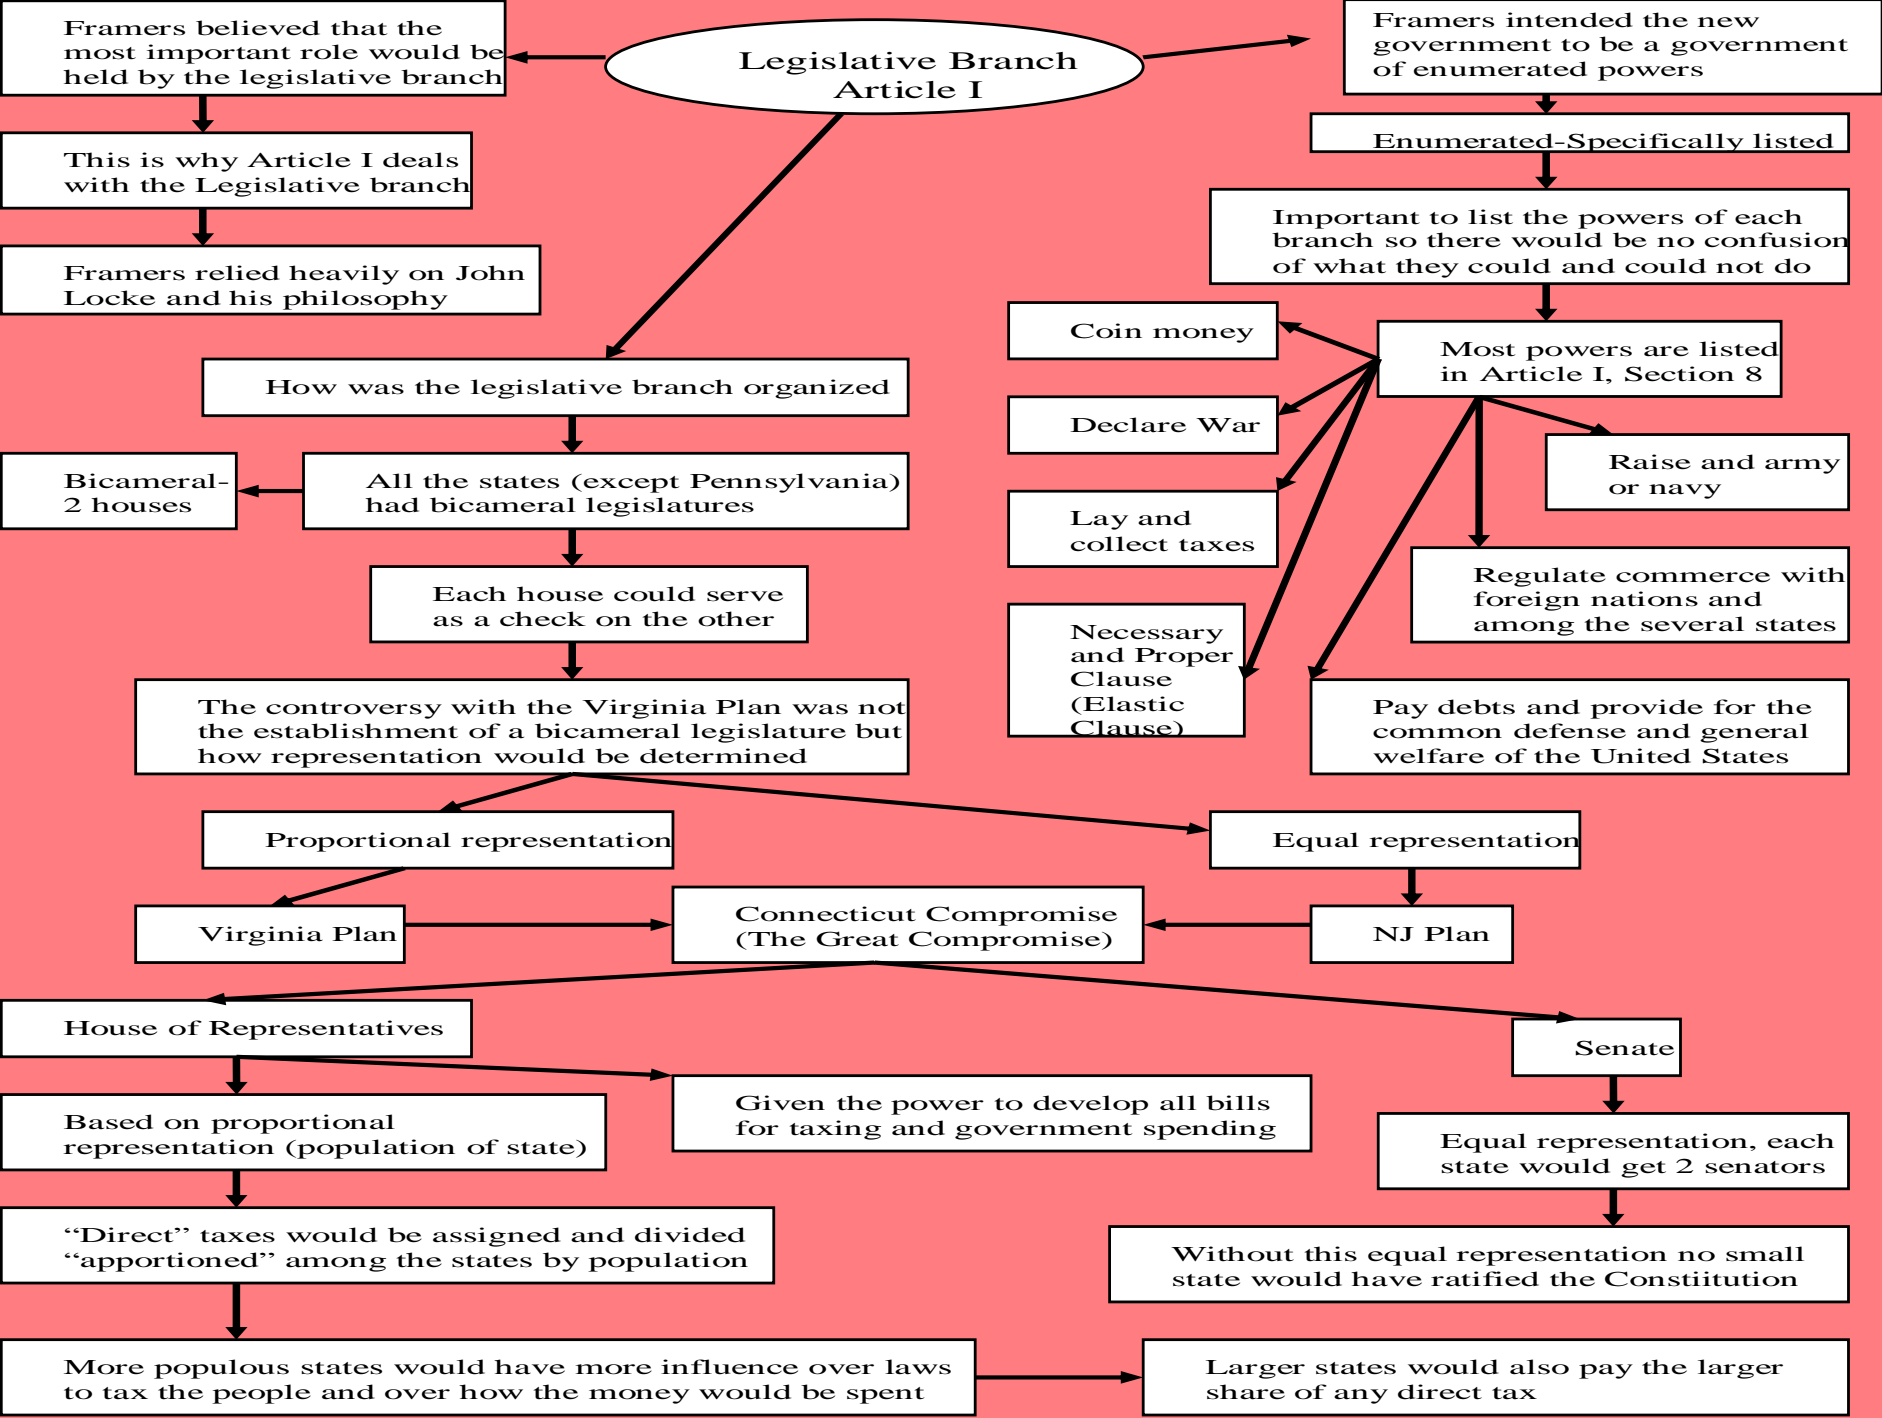 Framers believed that the
most important role would be
held by the legislative branch
Legislative Branch
Article I
Framers intended the new
government to be a government
of enumerated powers
This is why Article I deals
with the Legislative branch
Enumerated-Specifically listed
Framers relied heavily on John
Locke and his philosophy
Important to list the powers of each
branch so there would be no confusion
of what they could and could not do
Most powers are listed
in Article I, Section 8
Coin money
Declare War
Lay and
collect taxes
Necessary
and Proper
Clause
(Elastic
Clause)
Raise and army
or navy
Regulate commerce with
foreign nations and
among the several states
Pay debts and provide for the
common defense and general
welfare of the United States
How was the legislative branch organized
Bicameral-
2 houses
All the states (except Pennsylvania)
had bicameral legislatures
Each house could serve
as a check on the other
The controversy with the Virginia Plan was not
the establishment of a bicameral legislature but
how representation would be determined
Proportional representation
Equal representation
Virginia Plan
Connecticut Compromise
(The Great Compromise)
NJ Plan
House of Representatives
Senate
Based on proportional
representation (population of state)
Given the power to develop all bills
for taxing and government spending
Equal representation, each
state would get 2 senators
“Direct” taxes would be assigned and divided
“apportioned” among the states by population
Without this equal representation no small
state would have ratified the Constiitution
More populous states would have more influence over laws
to tax the people and over how the money would be spent
Larger states would also pay the larger
share of any direct tax